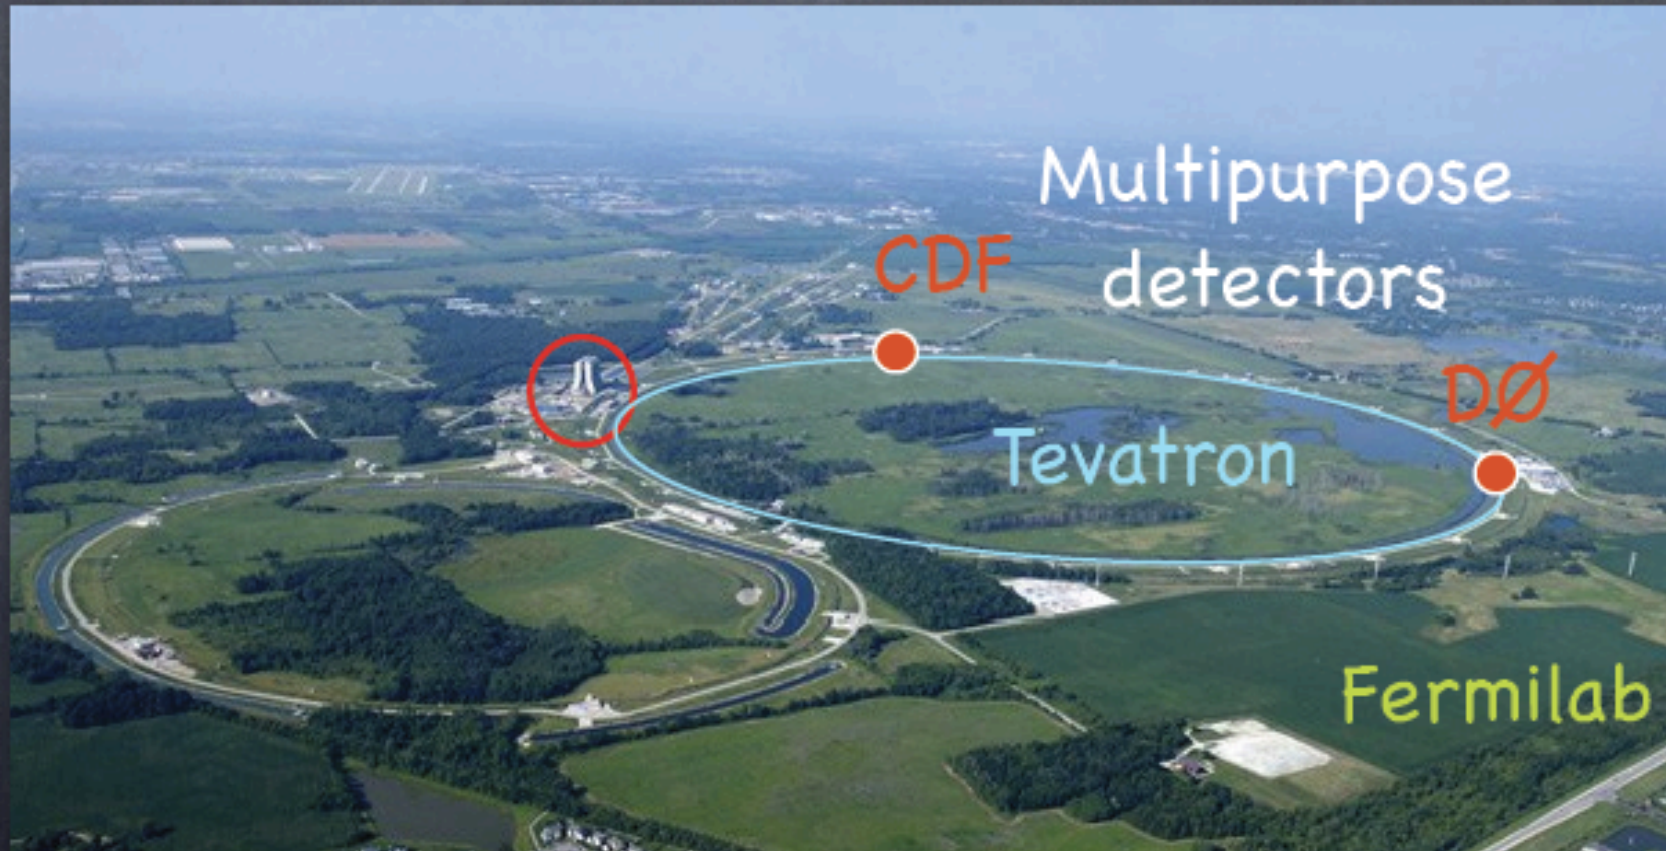 Multipurpose
detectors
CDF
DØ
Tevatron
Fermilab